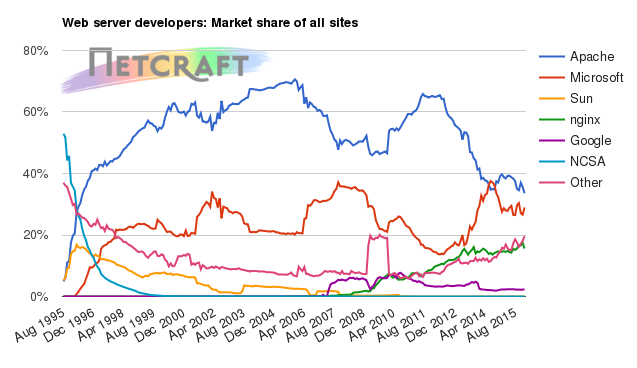 Web server developers: Market share of all sites
NETCRAFT
80%
60%
40%
20%
0%
Apache
Microsoft
Sun
nginx
Google
NCSA
Other
Aug 1995
Dec 1996
Apr 1998
Aug 1999
Dec 2000
Apr 2002
Aug 2003
Dec 2004
Apr 2006
Aug 2007
Dec 2008
Apr 2010
Aug 2011
Dec 2012
Apr 2014
Aug 2015